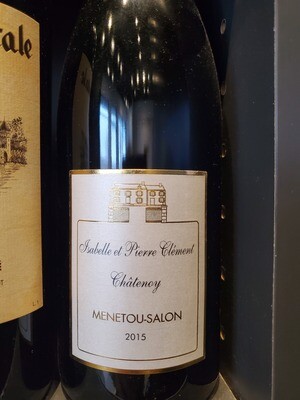 Isabelle et Pierre Clément
Châtenoy
MENETOU-SALON
2015